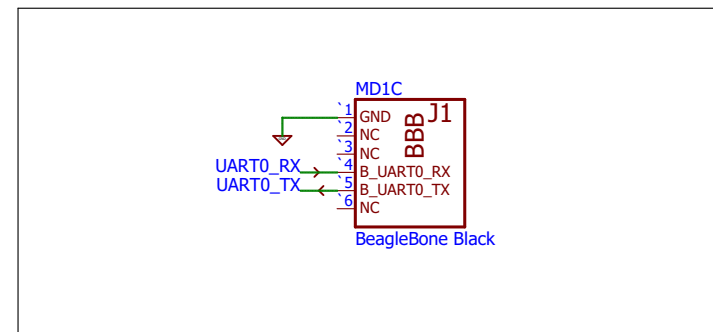 MD1C
`1 GND
`2 NC
`3 NC
UART0_RX `4 B_UART0_RX
UART0_TX `5 B_UART0_TX
`6 NC
BBB J1
BeagleBone Black